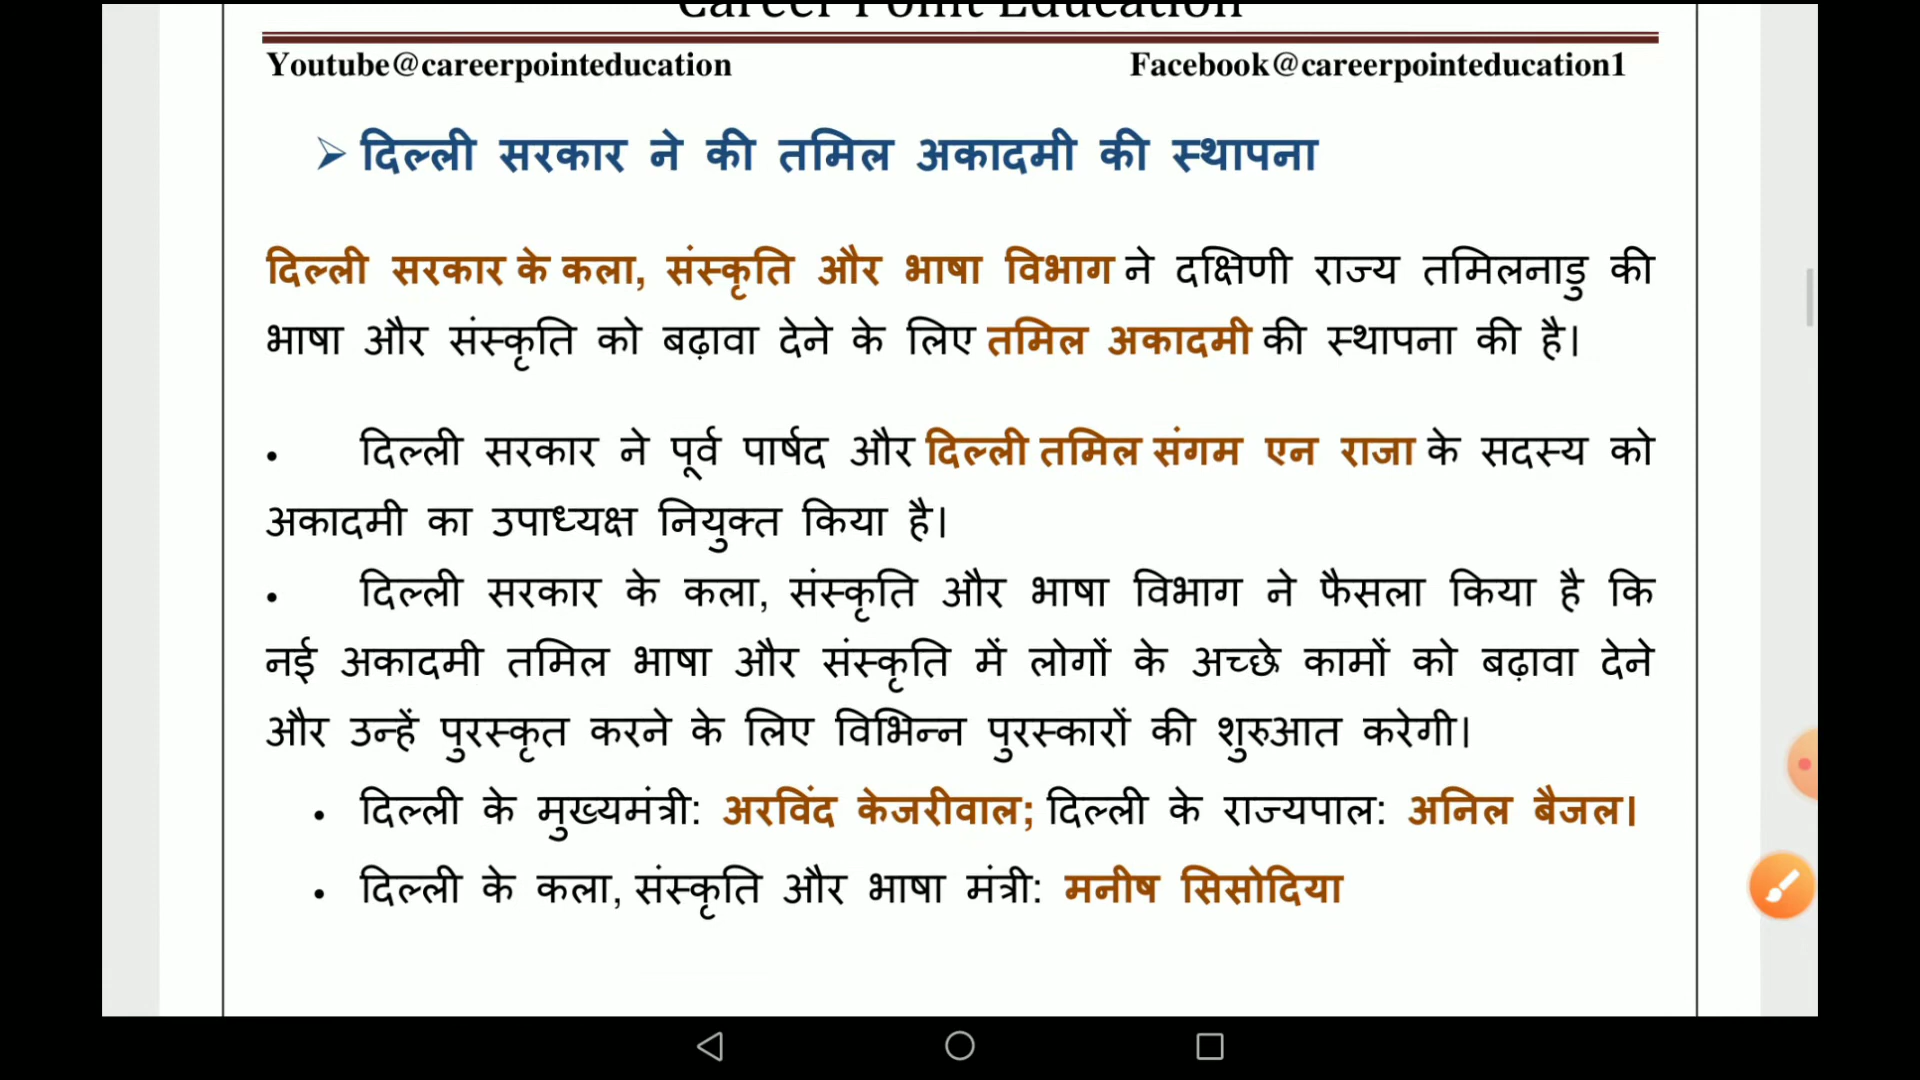 Career Point Education
Youtube@careerpointeducation Facebook@careerpointeducation1
➢ दिल्ली सरकार ने की तमिल अकादमी की स्थापना
दिल्ली सरकार के कला, संस्कृति और भाषा विभाग ने दक्षिणी राज्य तमिलनाडु की
भाषा और संस्कृति को बढ़ावा देने के लिए तमिल अकादमी की स्थापना की है।
• दिल्ली सरकार ने पूर्व पार्षद और दिल्ली तमिल संगम एन राजा के सदस्य को
अकादमी का उपाध्यक्ष नियुक्त किया है।
• दिल्ली सरकार के कला, संस्कृति और भाषा विभाग ने फैसला किया है कि
नई अकादमी तमिल भाषा और संस्कृति में लोगों के अच्छे कामों को बढ़ावा देने
और उन्हें पुरस्कृत करने के लिए विभिन्न पुरस्कारों की शुरुआत करेगी।
• दिल्ली के मुख्यमंत्री: अरविंद केजरीवाल; दिल्ली के राज्यपाल: अनिल बैजल।
• दिल्ली के कला, संस्कृति और भाषा मंत्री: मनीष सिसोदिया